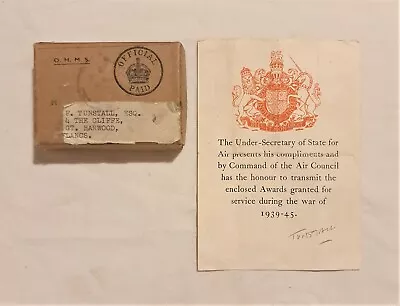 O.H.M.S.
OFFICIAL
PAID
F. TUNSTALL, ESQ.
4 THE CLIFFE,
GT. HARWOOD,
LANCS.
The Under-Secretary of State for
Air presents his compliments and
by Command of the Air Council
has the honour to transmit the
enclosed Awards granted for
service during the war of
1939-45.